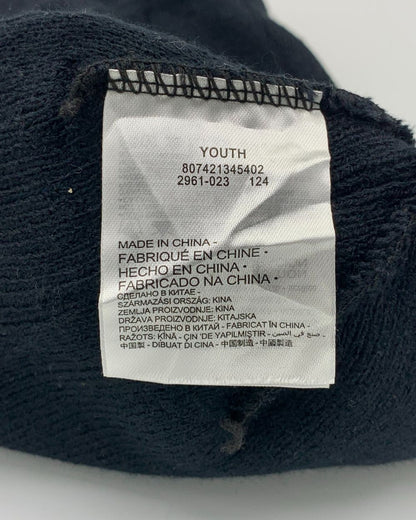 YOUTH
807421345402
2961-023 124
MADE IN CHINA -
FABRIQUÉ EN CHINE •
HECHO EN CHINA •
FABRICADO NA CHINA •
СДЕЛАНО В КИТАЕ -
SZÁRMAZÁSI ORSZÁG: KÍNA
ZEMLJA PROIZVODNJE: KINA
DRŽAVA PROIZVODNJE: KITAJSKA
ПРОИЗВЕДЕНО В КИТАЙ - FABRICAT ÎN CHINA -
RAŽOTS: ĶĪNĀ - ÇİN 'DE YAPILMIŞTIR - صنع في الصين -
中国製 - DIBUAT DI CINA - 中国制造 - 中國製造 -